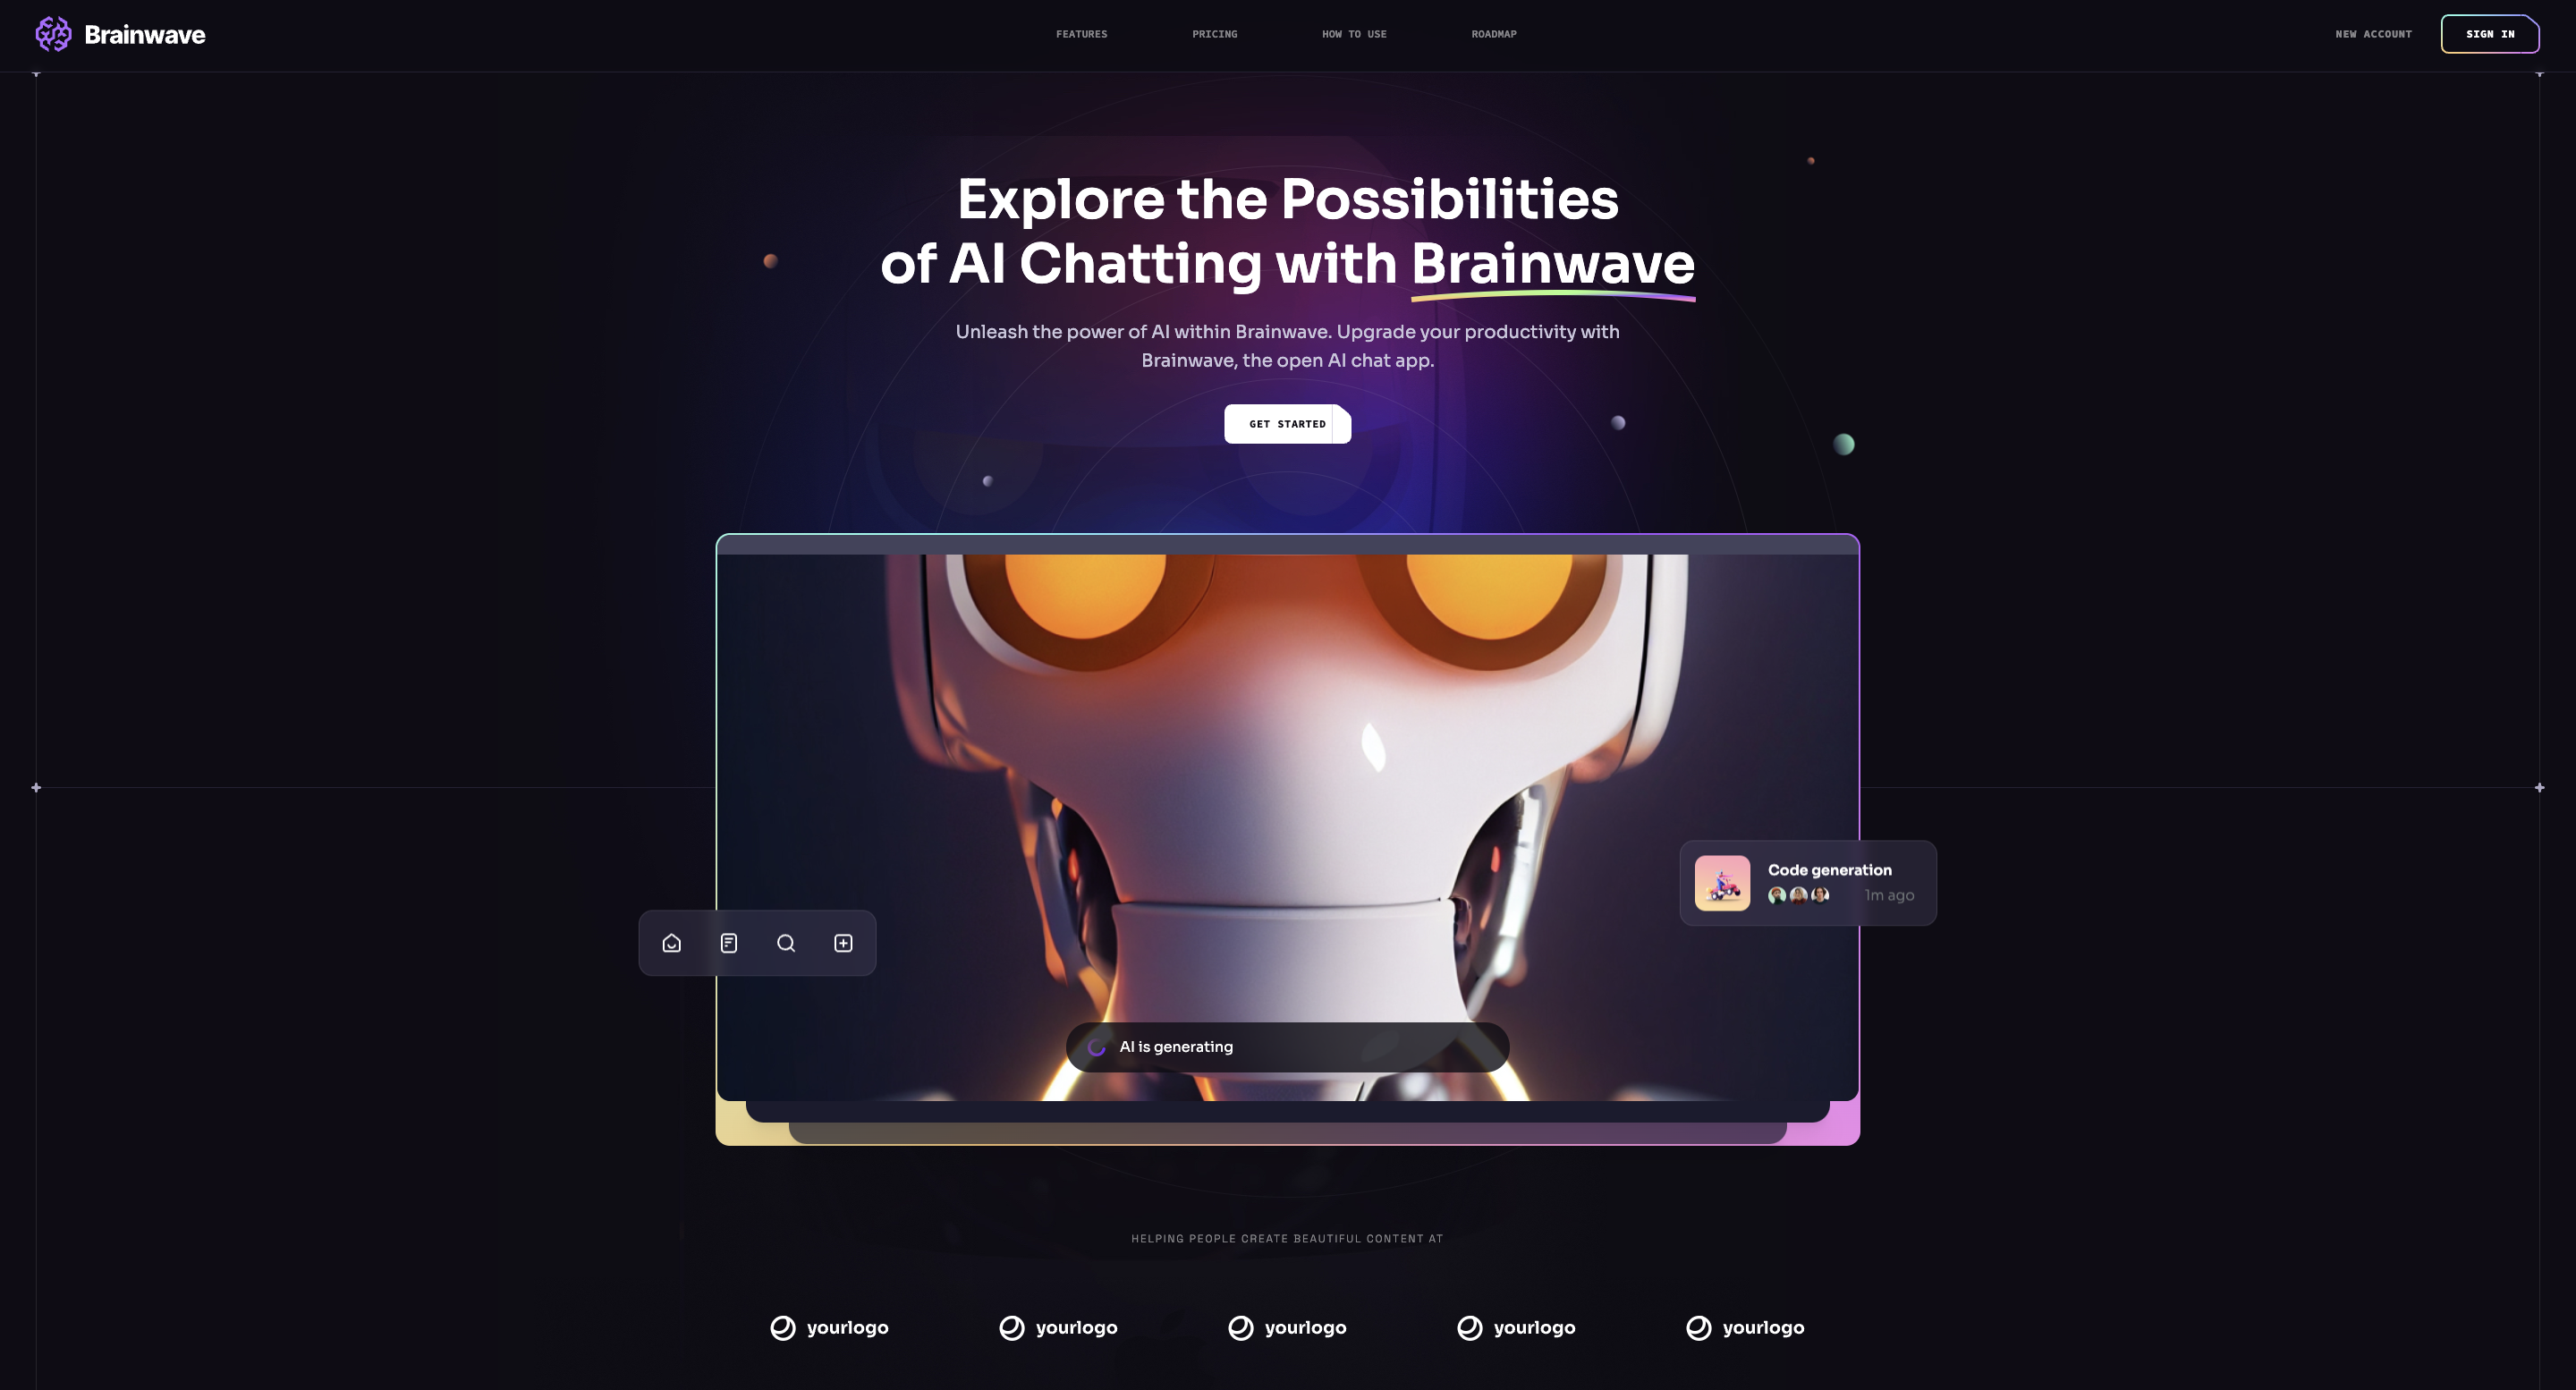 Brainwave
FEATURES
PRICING
HOW TO USE
ROADMAP
NEW ACCOUNT
SIGN IN
Explore the Possibilities
of AI Chatting with Brainwave
Unleash the power of AI within Brainwave. Upgrade your productivity with
Brainwave, the open AI chat app.
GET STARTED
Code generation
1m ago
AI is generating
HELPING PEOPLE CREATE BEAUTIFUL CONTENT AT
yourlogo
yourlogo
yourlogo
yourlogo
yourlogo